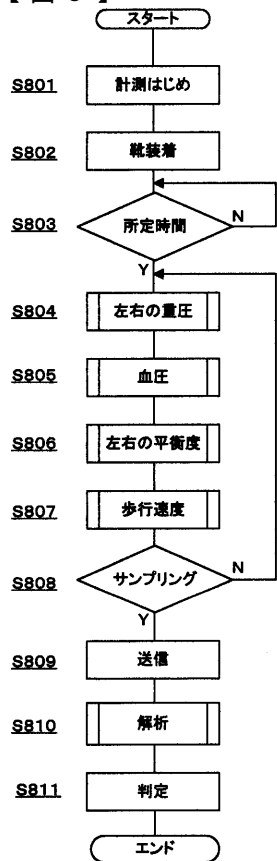 スタート
S801 計測はじめ
S802 靴装着
S803 所定時間 N
Y
S804 左右の重圧
S805 血圧
S806 左右の平衡度
S807 歩行速度
S808 サンプリング N
Y
S809 送信
S810 解析
S811 判定
エンド